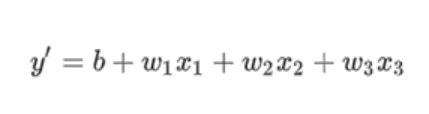 y′ = b + w₁x₁ + w₂x₂ + w₃x₃